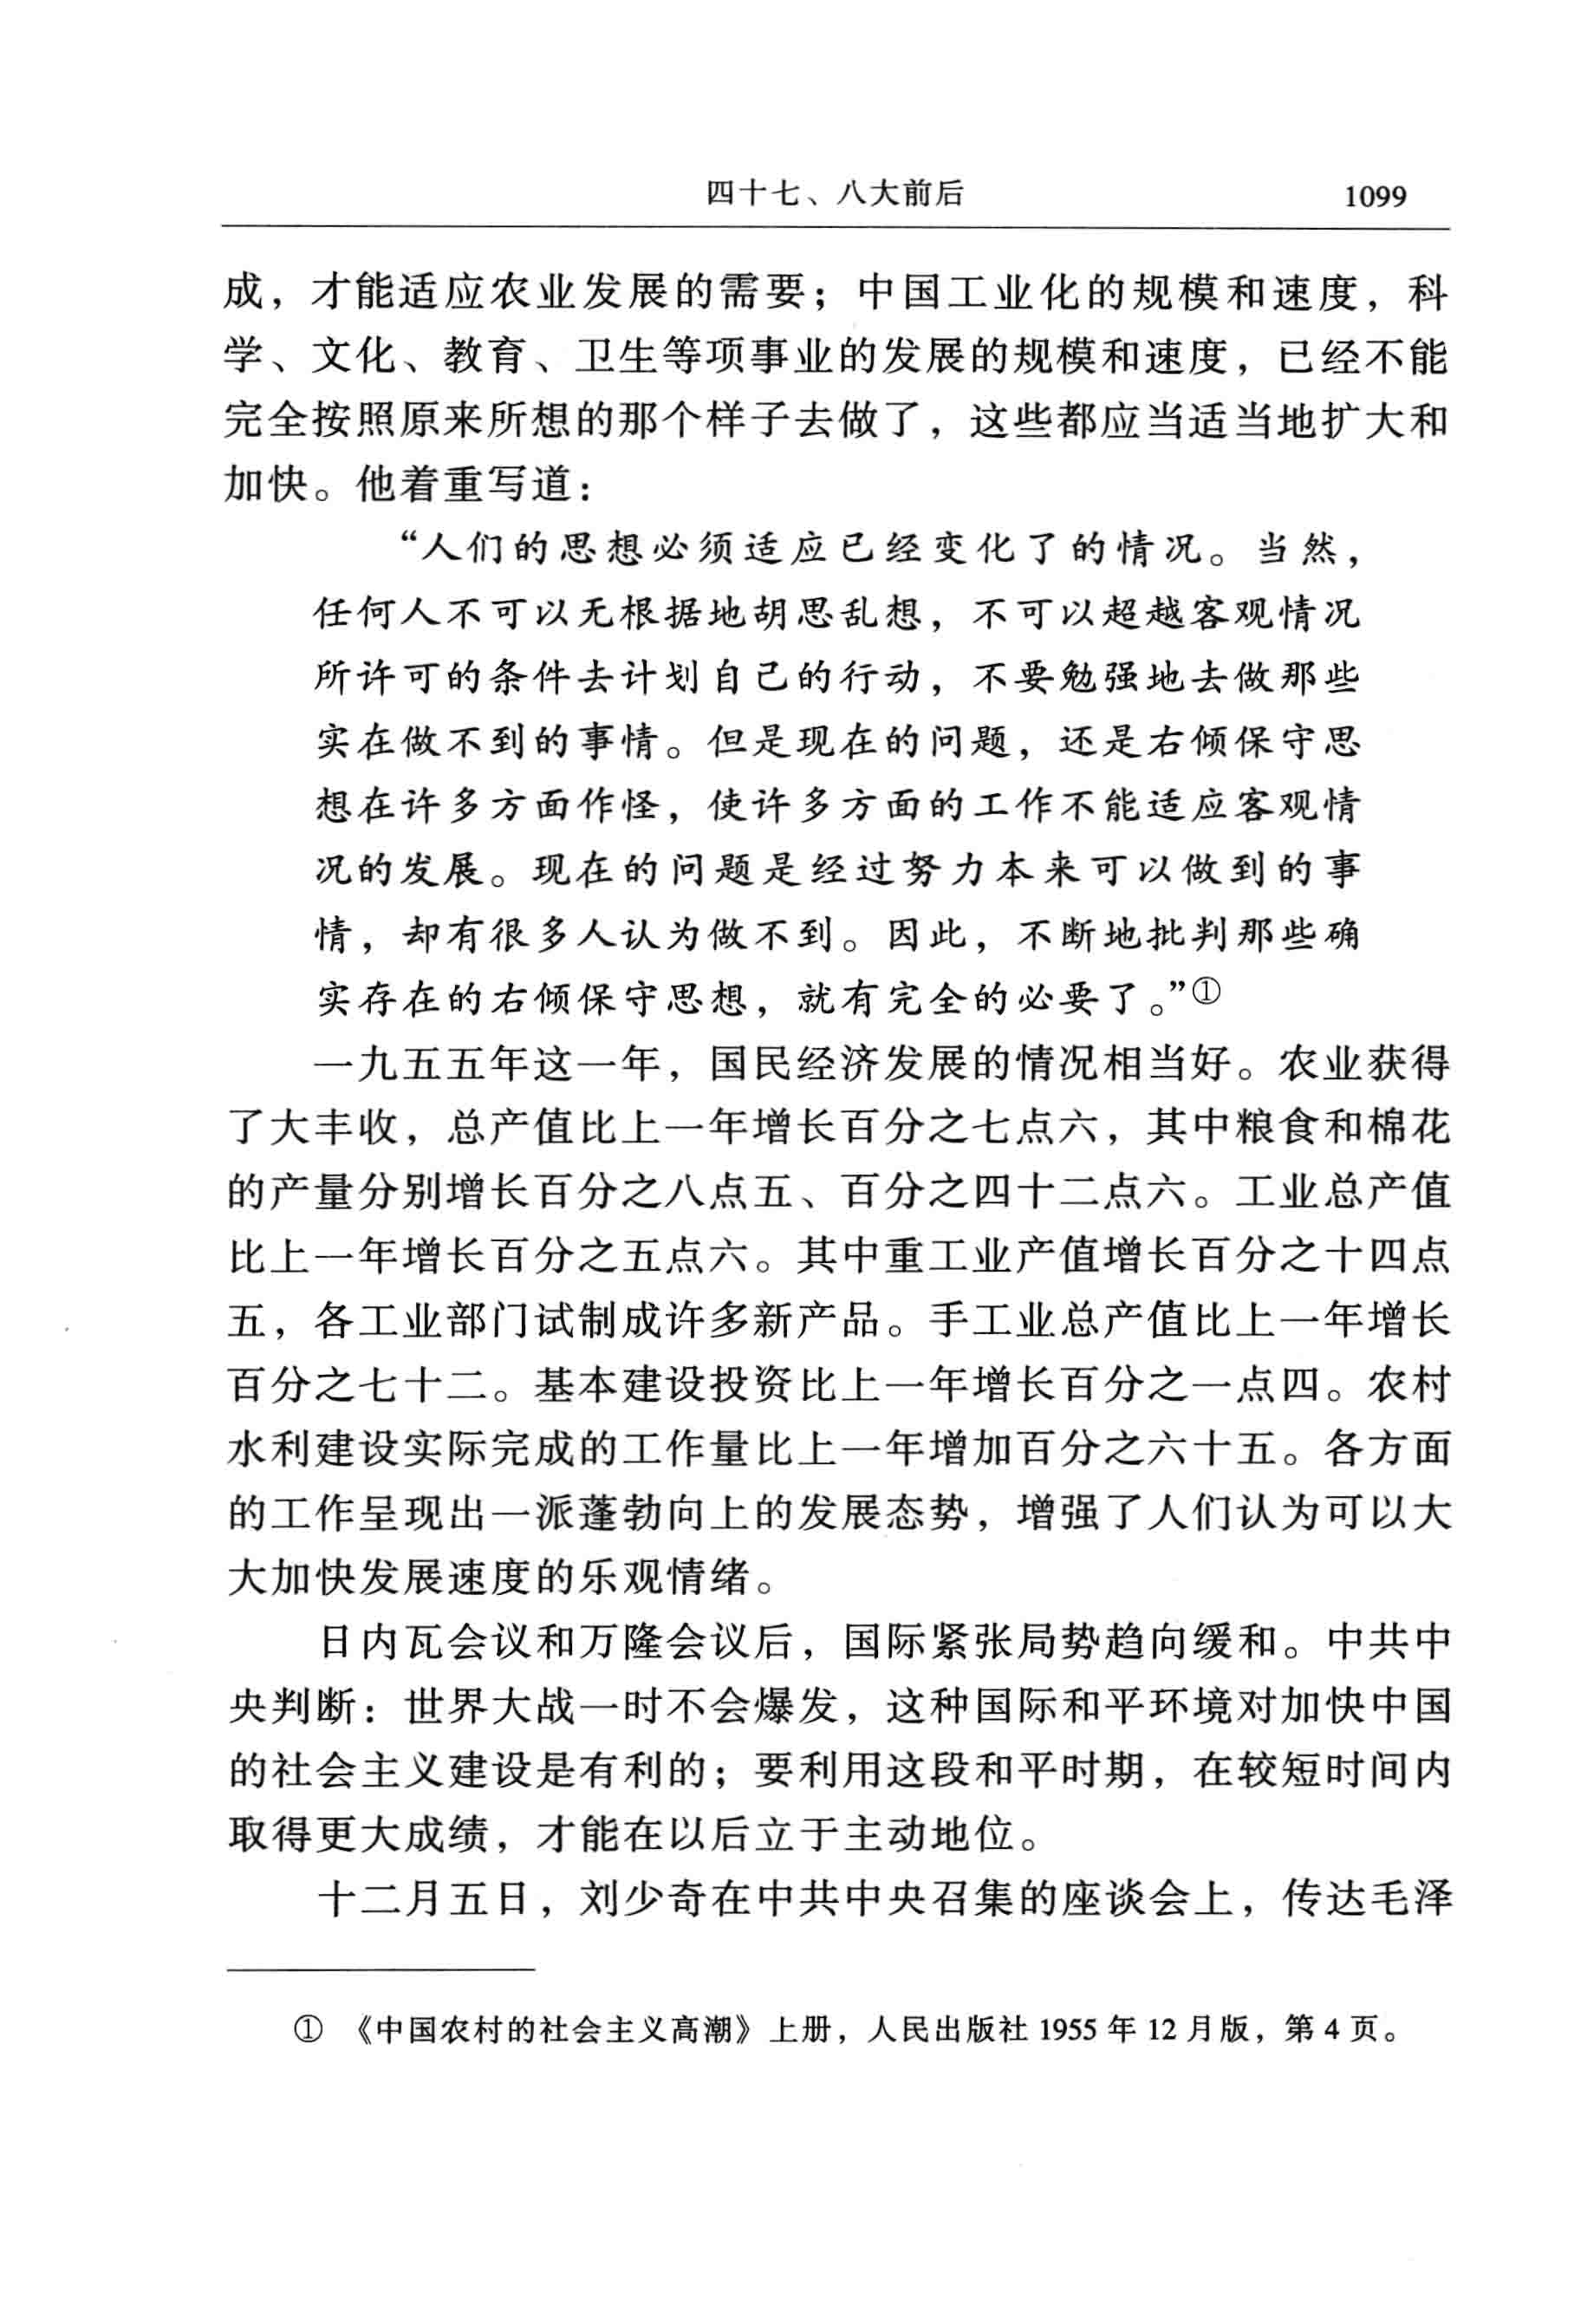 四十七、八大前后 1099
成，才能适应农业发展的需要；中国工业化的规模和速度，科
学、文化、教育、卫生等项事业的发展的规模和速度，已经不能
完全按照原来所想的那个样子去做了，这些都应当适当地扩大和
加快。他着重写道：
“人们的思想必须适应已经变化了的情况。当然，
任何人不可以无根据地胡思乱想，不可以超越客观情况
所许可的条件去计划自己的行动，不要勉强地去做那些
实在做不到的事情。但是现在的问题，还是右倾保守思
想在许多方面作怪，使许多方面的工作不能适应客观情
况的发展。现在的问题是经过努力本来可以做到的事
情，却有很多人认为做不到。因此，不断地批判那些确
实存在的右倾保守思想，就有完全的必要了。”①
一九五五年这一年，国民经济发展的情况相当好。农业获得
了大丰收，总产值比上一年增长百分之七点六，其中粮食和棉花
的产量分别增长百分之八点五、百分之四十二点六。工业总产值
比上一年增长百分之五点六。其中重工业产值增长百分之十四点
五，各工业部门试制成许多新产品。手工业总产值比上一年增长
百分之七十二。基本建设投资比上一年增长百分之一点四。农村
水利建设实际完成的工作量比上一年增加百分之六十五。各方面
的工作呈现出一派蓬勃向上的发展态势，增强了人们认为可以大
大加快发展速度的乐观情绪。
日内瓦会议和万隆会议后，国际紧张局势趋向缓和。中共中
央判断：世界大战一时不会爆发，这种国际和平环境对加快中国
的社会主义建设是有利的；要利用这段和平时期，在较短时间内
取得更大成绩，才能在以后立于主动地位。
十二月五日，刘少奇在中共中央召集的座谈会上，传达毛泽
① 《中国农村的社会主义高潮》上册，人民出版社 1955 年 12 月版，第 4 页。